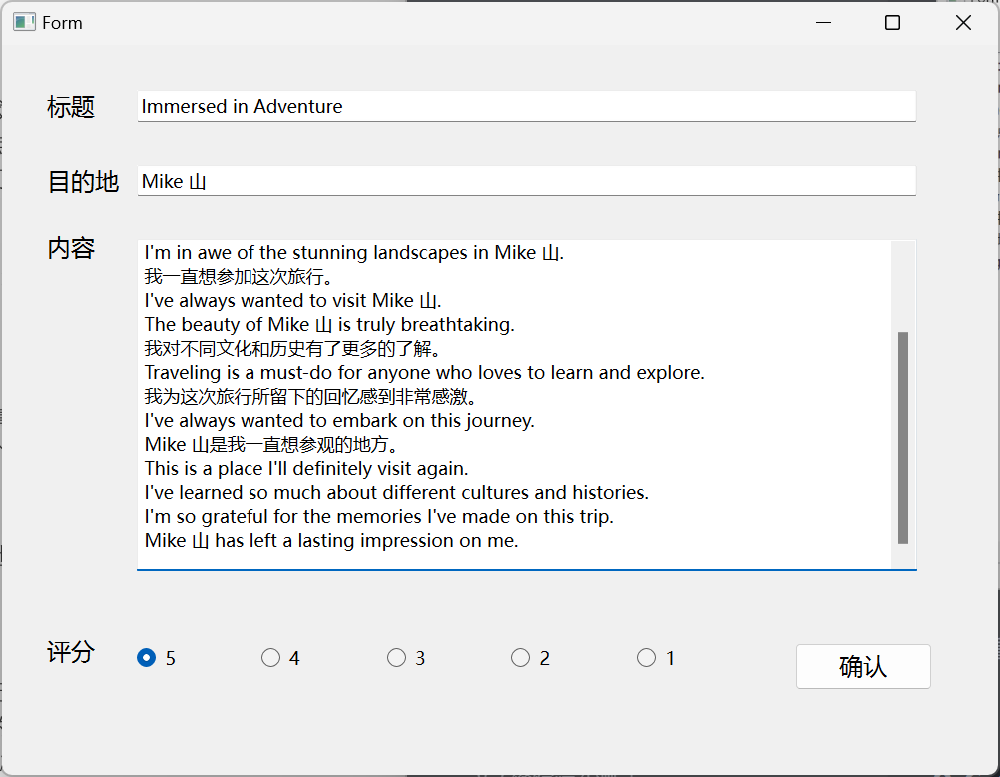 Form
标题
Immersed in Adventure
目的地
Mike 山
内容
I'm in awe of the stunning landscapes in Mike 山.
我一直想参加这次旅行。
I've always wanted to visit Mike 山.
The beauty of Mike 山 is truly breathtaking.
我对不同文化和历史有了更多的了解。
Traveling is a must-do for anyone who loves to learn and explore.
我为这次旅行所留下的回忆感到非常感激。
I've always wanted to embark on this journey.
Mike 山是我一直想参观的地方。
This is a place I'll definitely visit again.
I've learned so much about different cultures and histories.
I'm so grateful for the memories I've made on this trip.
Mike 山 has left a lasting impression on me.
评分
5 4 3 2 1
确认